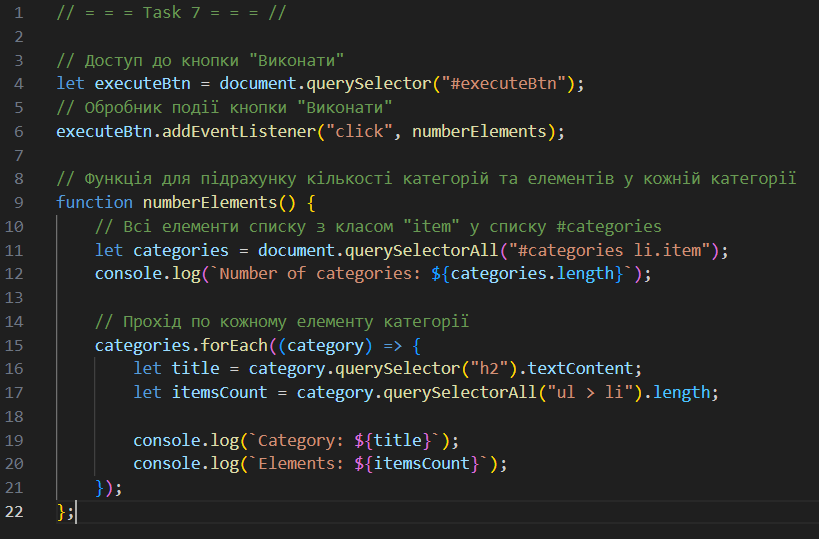 1 // = = = Task 7 = = = //
2
3 // Доступ до кнопки "Виконати"
4 let executeBtn = document.querySelector("#executeBtn");
5 // Обробник події кнопки "Виконати"
6 executeBtn.addEventListener("click", numberElements);
7
8 // Функція для підрахунку кількості категорій та елементів у кожній категорії
9 function numberElements() {
10     // Всі елементи списку з класом "item" у списку #categories
11     let categories = document.querySelectorAll("#categories li.item");
12     console.log(`Number of categories: ${categories.length}`);
13
14     // Прохід по кожному елементу категорії
15     categories.forEach((category) => {
16         let title = category.querySelector("h2").textContent;
17         let itemsCount = category.querySelectorAll("ul > li").length;
18
19         console.log(`Category: ${title}`);
20         console.log(`Elements: ${itemsCount}`);
21     });
22 };